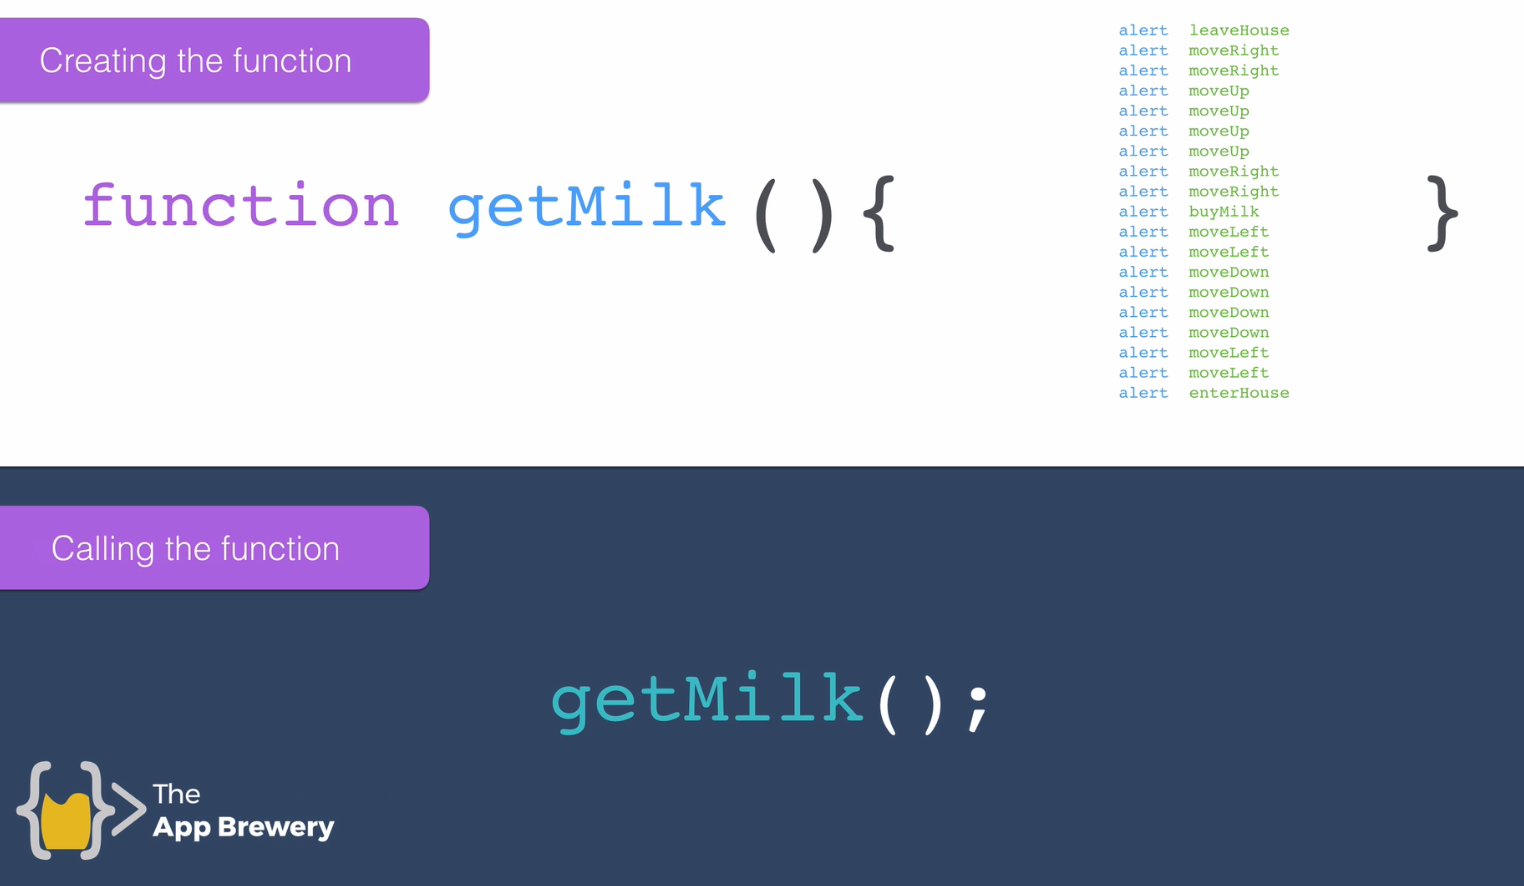 Creating the function
function getMilk(){
alert leaveHouse
alert moveRight
alert moveRight
alert moveUp
alert moveUp
alert moveUp
alert moveUp
alert moveRight
alert moveRight
alert buyMilk
alert moveLeft
alert moveLeft
alert moveDown
alert moveDown
alert moveDown
alert moveDown
alert moveLeft
alert moveLeft
alert enterHouse
}
Calling the function
getMilk();
The
App Brewery